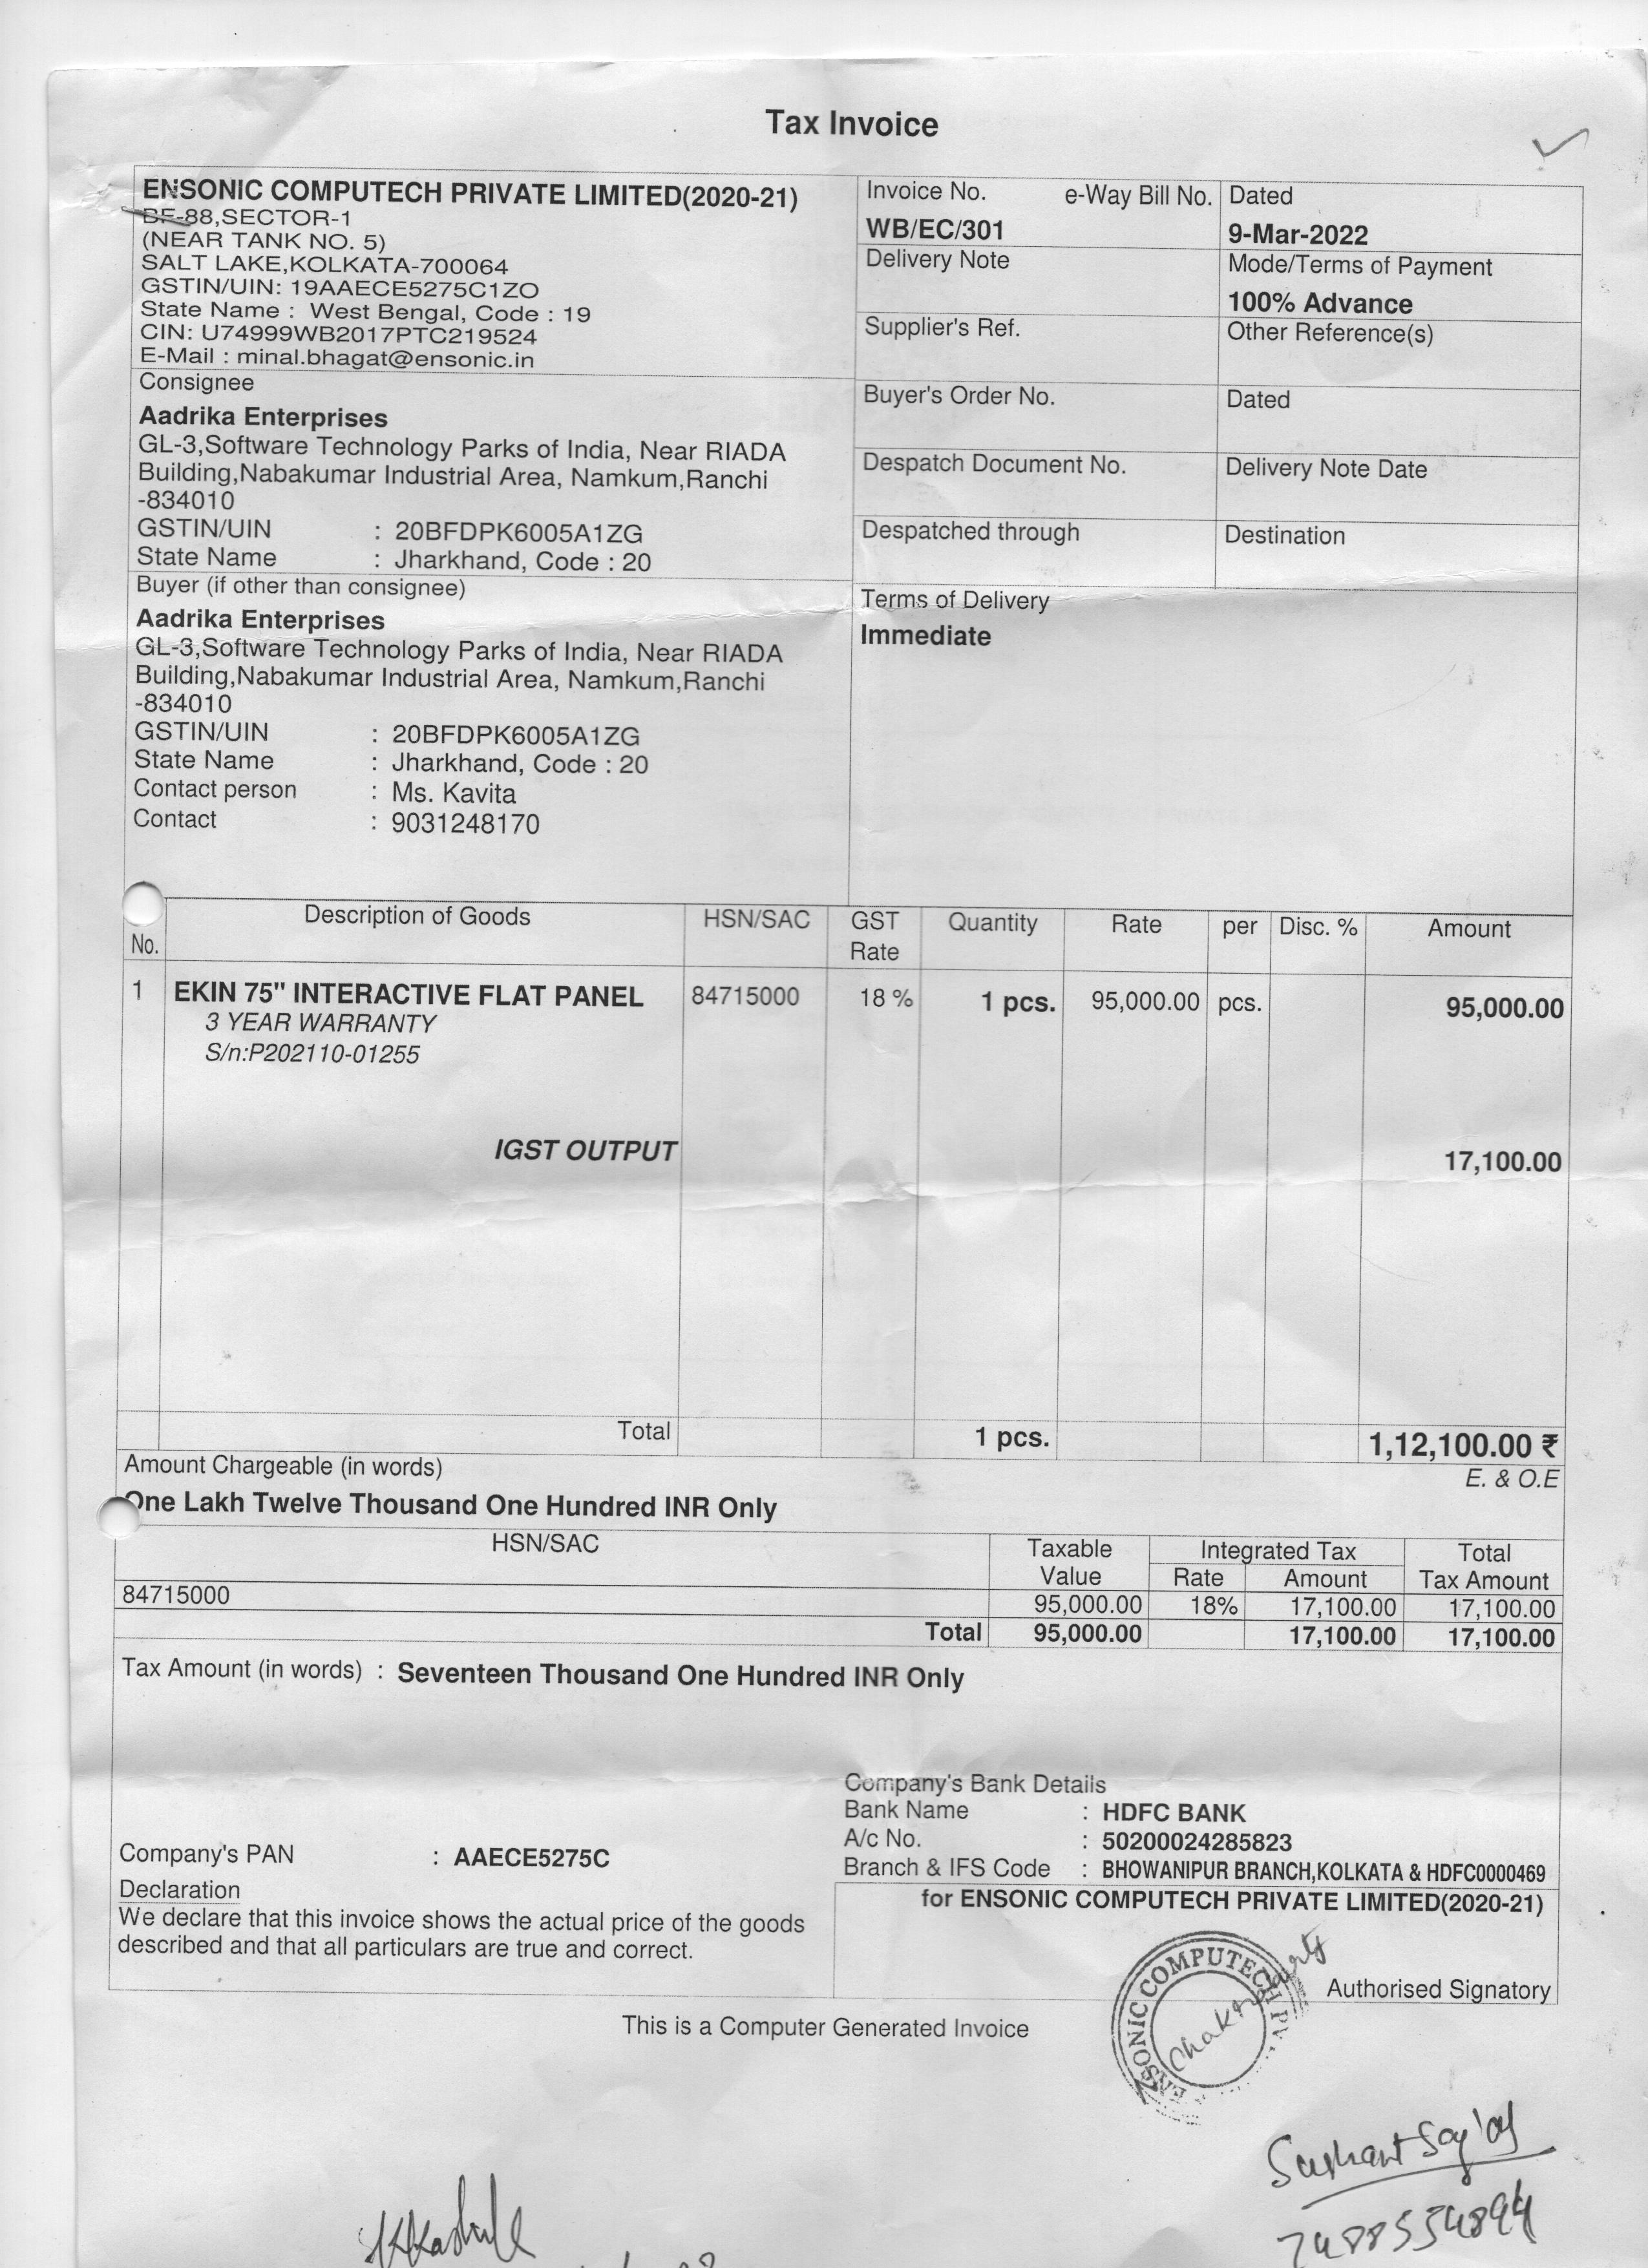 Tax Invoice
ENSONIC COMPUTECH PRIVATE LIMITED(2020-21)
BF-88,SECTOR-1
(NEAR TANK NO. 5)
SALT LAKE,KOLKATA-700064
GSTIN/UIN: 19AAECE5275C1ZO
State Name : West Bengal, Code : 19
CIN: U74999WB2017PTC219524
E-Mail : minal.bhagat@ensonic.in
Invoice No. e-Way Bill No. Dated
WB/EC/301 9-Mar-2022
Delivery Note Mode/Terms of Payment
100% Advance
Supplier's Ref. Other Reference(s)
Buyer's Order No. Dated
Despatch Document No. Delivery Note Date
Despatched through Destination
Terms of Delivery
Immediate
Consignee
Aadrika Enterprises
GL-3,Software Technology Parks of India, Near RIADA
Building,Nabakumar Industrial Area, Namkum,Ranchi
-834010
GSTIN/UIN : 20BFDPK6005A1ZG
State Name : Jharkhand, Code : 20
Buyer (if other than consignee)
Aadrika Enterprises
GL-3,Software Technology Parks of India, Near RIADA
Building,Nabakumar Industrial Area, Namkum,Ranchi
-834010
GSTIN/UIN : 20BFDPK6005A1ZG
State Name : Jharkhand, Code : 20
Contact person : Ms. Kavita
Contact : 9031248170
No. Description of Goods HSN/SAC GST Rate Quantity Rate per Disc. % Amount
1 EKIN 75" INTERACTIVE FLAT PANEL 84715000 18 % 1 pcs. 95,000.00 pcs. 95,000.00
3 YEAR WARRANTY
S/n:P202110-01255
IGST OUTPUT 17,100.00
Total 1 pcs. 1,12,100.00 ₹
Amount Chargeable (in words) E. & O.E
One Lakh Twelve Thousand One Hundred INR Only
HSN/SAC Taxable Value Integrated Tax Total Tax Amount
Rate Amount
84715000 95,000.00 18% 17,100.00 17,100.00
Total 95,000.00 17,100.00 17,100.00
Tax Amount (in words) : Seventeen Thousand One Hundred INR Only
Company's Bank Details
Bank Name : HDFC BANK
A/c No. : 50200024285823
Branch & IFS Code : BHOWANIPUR BRANCH,KOLKATA & HDFC0000469
Company's PAN : AAECE5275C
Declaration
We declare that this invoice shows the actual price of the goods
described and that all particulars are true and correct.
for ENSONIC COMPUTECH PRIVATE LIMITED(2020-21)
ENSONIC COMPUTECH PV
Authorised Signatory
This is a Computer Generated Invoice